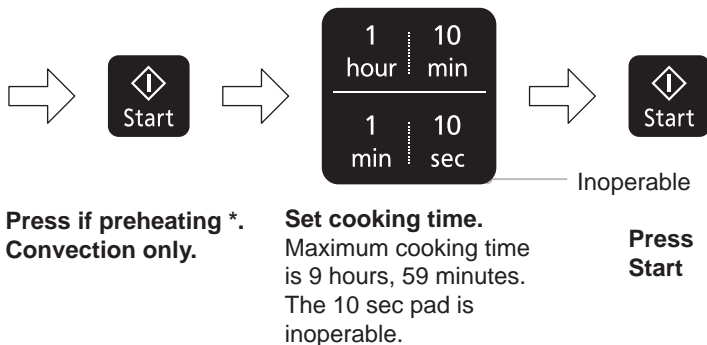 Start
1 10
hour min
1 10
min sec
Start
Inoperable
Press if preheating *.
Convection only.
Set cooking time.
Maximum cooking time
is 9 hours, 59 minutes.
The 10 sec pad is
inoperable.
Press
Start